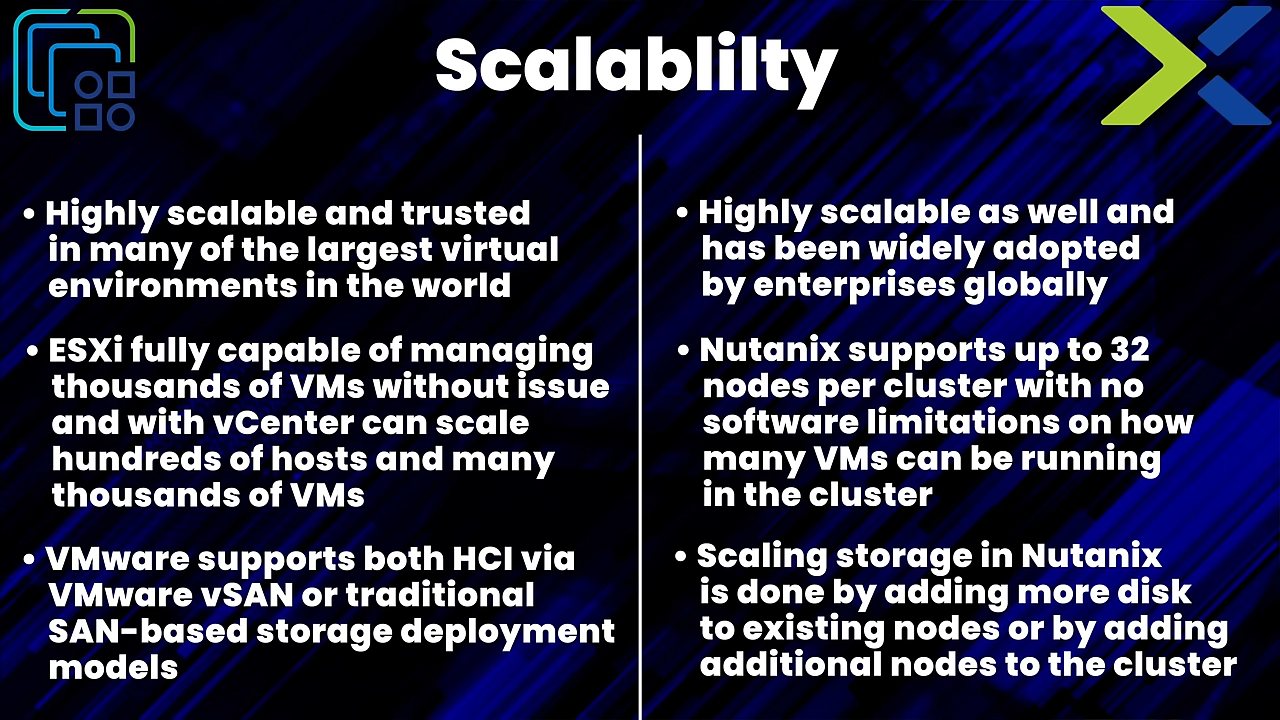 Scalablilty
• Highly scalable and trusted
in many of the largest virtual
environments in the world
• ESXi fully capable of managing
thousands of VMs without issue
and with vCenter can scale
hundreds of hosts and many
thousands of VMs
• VMware supports both HCI via
VMware vSAN or traditional
SAN-based storage deployment
models
• Highly scalable as well and
has been widely adopted
by enterprises globally
• Nutanix supports up to 32
nodes per cluster with no
software limitations on how
many VMs can be running
in the cluster
• Scaling storage in Nutanix
is done by adding more disk
to existing nodes or by adding
additional nodes to the cluster